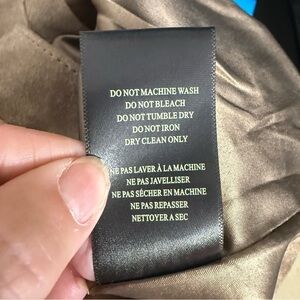 DO NOT MACHINE WASH
DO NOT BLEACH
DO NOT TUMBLE DRY
DO NOT IRON
DRY CLEAN ONLY
NE PAS LAVER À LA MACHINE
NE PAS JAVELLISER
NE PAS SÉCHER EN MACHINE
NE PAS REPASSER
NETTOYER A SEC